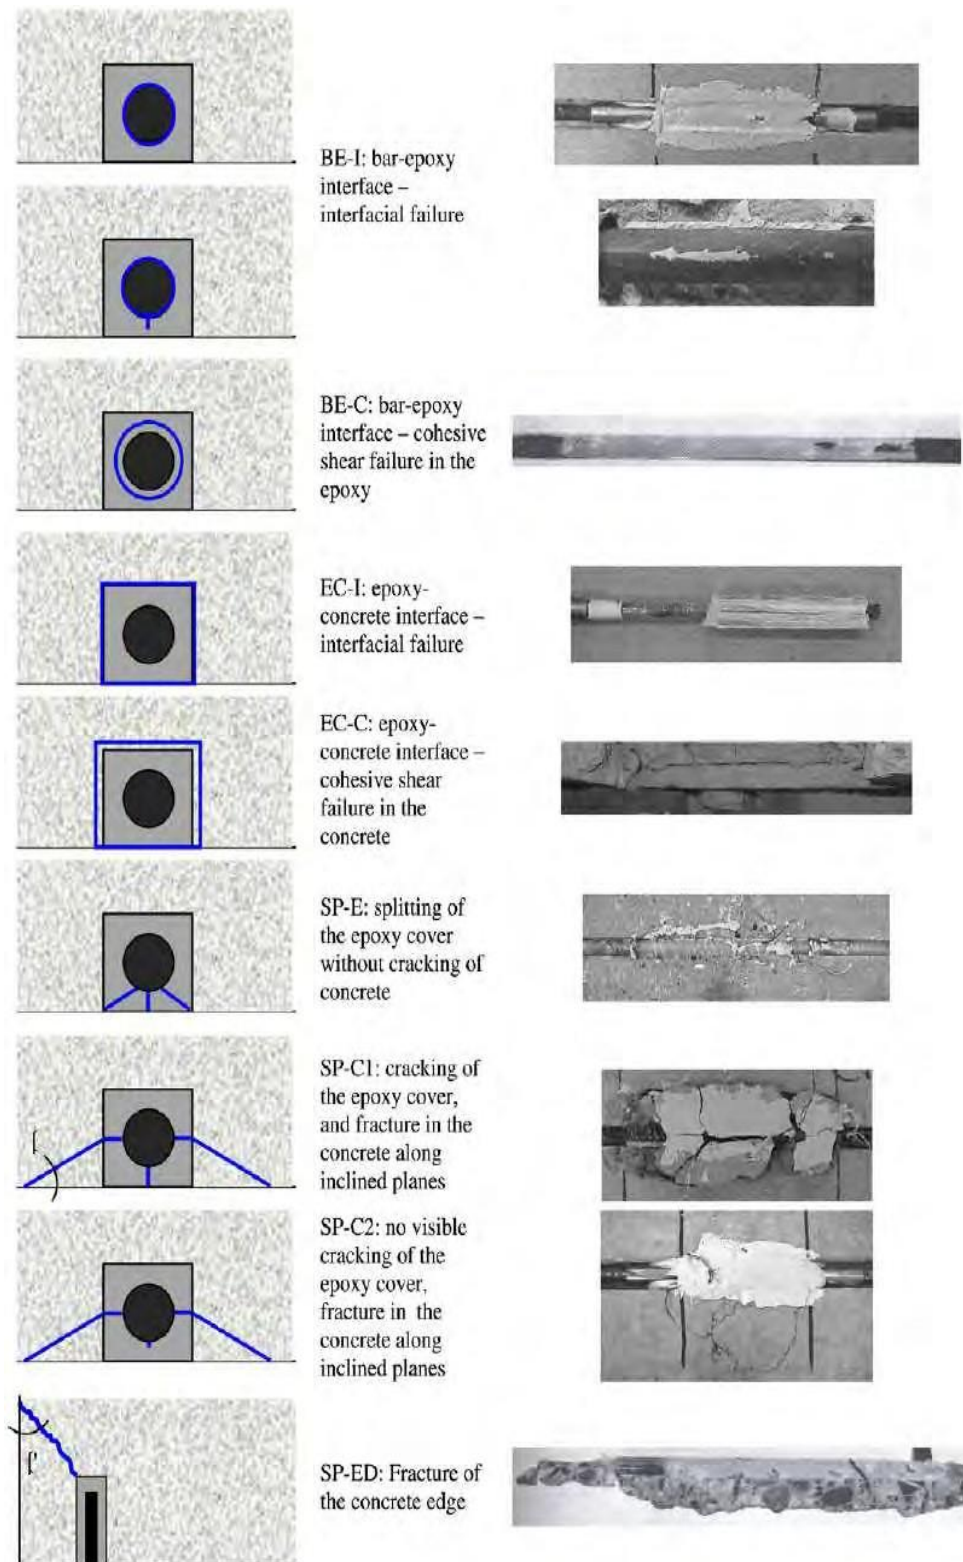 BE-I: bar-epoxy
interface –
interfacial failure
BE-C: bar-epoxy
interface – cohesive
shear failure in the
epoxy
EC-I: epoxy-
concrete interface –
interfacial failure
EC-C: epoxy-
concrete interface –
cohesive shear
failure in the
concrete
SP-E: splitting of
the epoxy cover
without cracking of
concrete
SP-C1: cracking of
the epoxy cover,
and fracture in the
concrete along
inclined planes
SP-C2: no visible
cracking of the
epoxy cover,
fracture in the
concrete along
inclined planes
SP-ED: Fracture of
the concrete edge